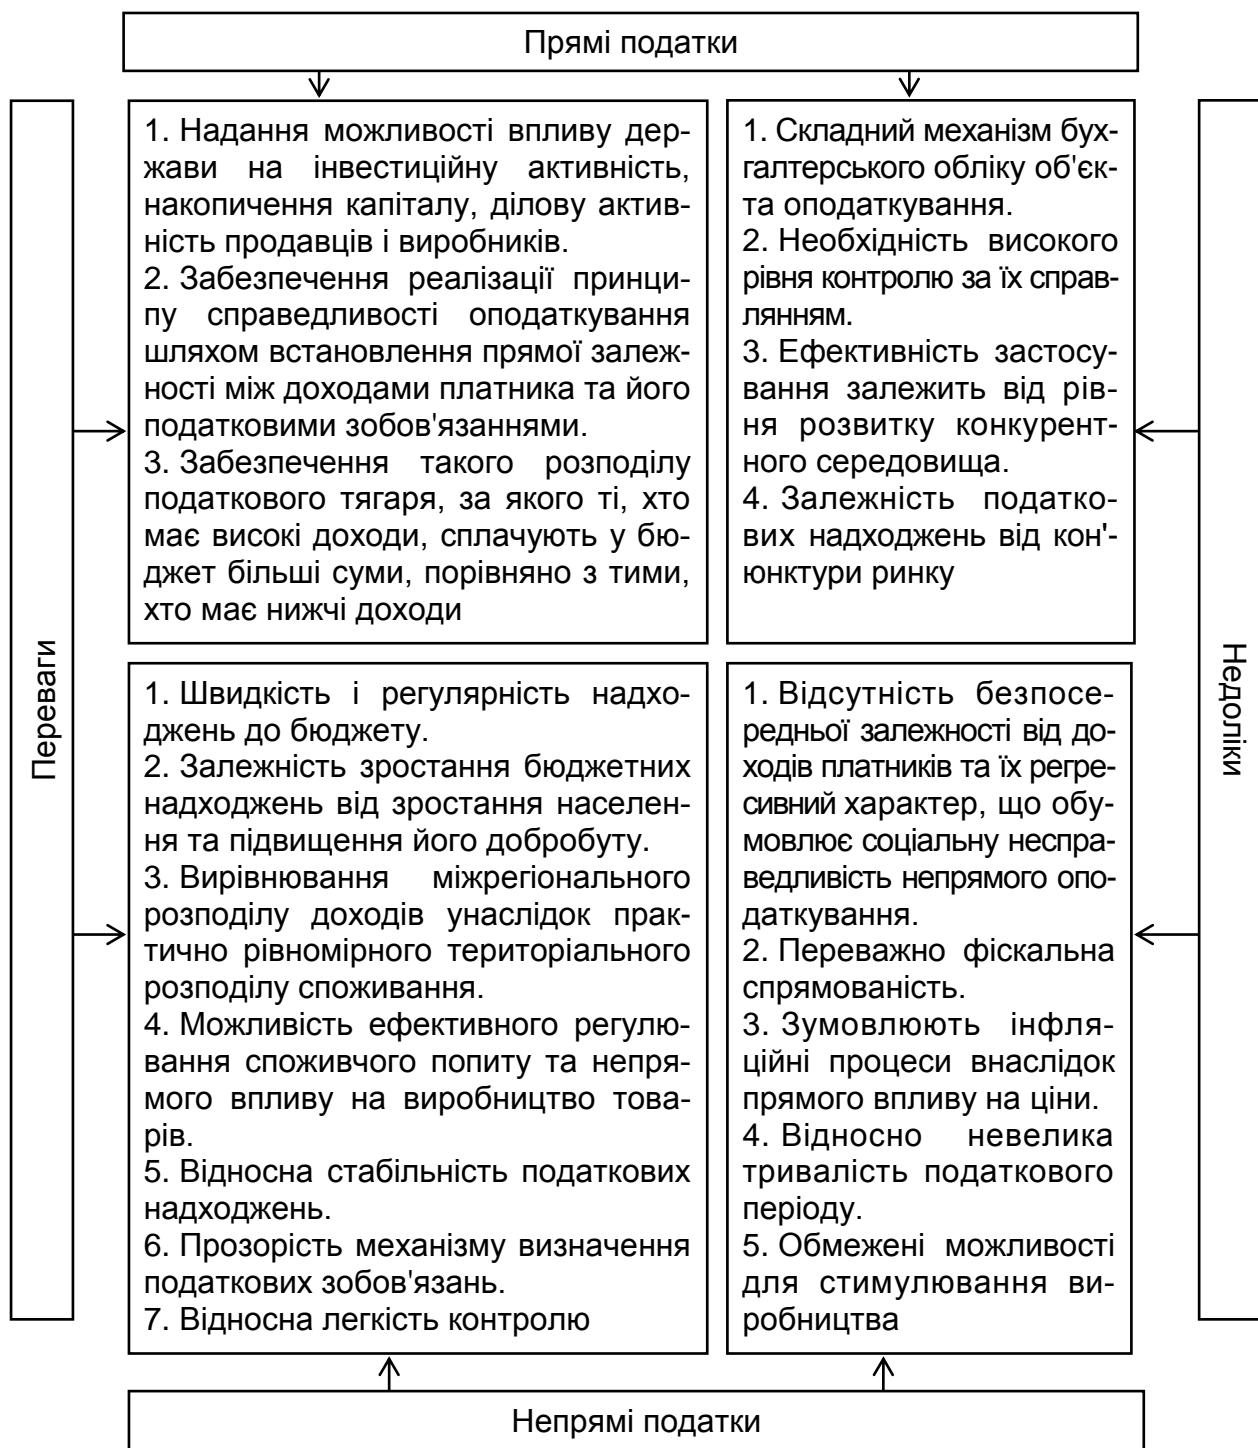 Прямі податки
Переваги
1. Надання можливості впливу дер-
жави на інвестиційну активність,
накопичення капіталу, ділову актив-
ність продавців і виробників.
2. Забезпечення реалізації принци-
пу справедливості оподаткування
шляхом встановлення прямої залеж-
ності між доходами платника та його
податковими зобов'язаннями.
3. Забезпечення такого розподілу
податкового тягаря, за якого ті, хто
має високі доходи, сплачують у бю-
джет більші суми, порівняно з тими,
хто має нижчі доходи
1. Складний механізм бух-
галтерського обліку об'єк-
та оподаткування.
2. Необхідність високого
рівня контролю за їх справ-
лянням.
3. Ефективність застосу-
вання залежить від рів-
ня розвитку конкурент-
ного середовища.
4. Залежність податко-
вих надходжень від кон'-
юнктури ринку
Недоліки
1. Швидкість і регулярність надхо-
джень до бюджету.
2. Залежність зростання бюджетних
надходжень від зростання населен-
ня та підвищення його добробуту.
3. Вирівнювання міжрегіонального
розподілу доходів унаслідок прак-
тично рівномірного територіального
розподілу споживання.
4. Можливість ефективного регулю-
вання споживчого попиту та непря-
мого впливу на виробництво това-
рів.
5. Відносна стабільність податкових
надходжень.
6. Прозорість механізму визначення
податкових зобов'язань.
7. Відносна легкість контролю
1. Відсутність безпосе-
редньої залежності від до-
ходів платників та їх регре-
сивний характер, що обу-
мовлює соціальну неспра-
ведливість непрямого опо-
даткування.
2. Переважно фіскальна
спрямованість.
3. Зумовлюють інфля-
ційні процеси внаслідок
прямого впливу на ціни.
4. Відносно невелика
тривалість податкового
періоду.
5. Обмежені можливості
для стимулювання ви-
робництва
Непрямі податки